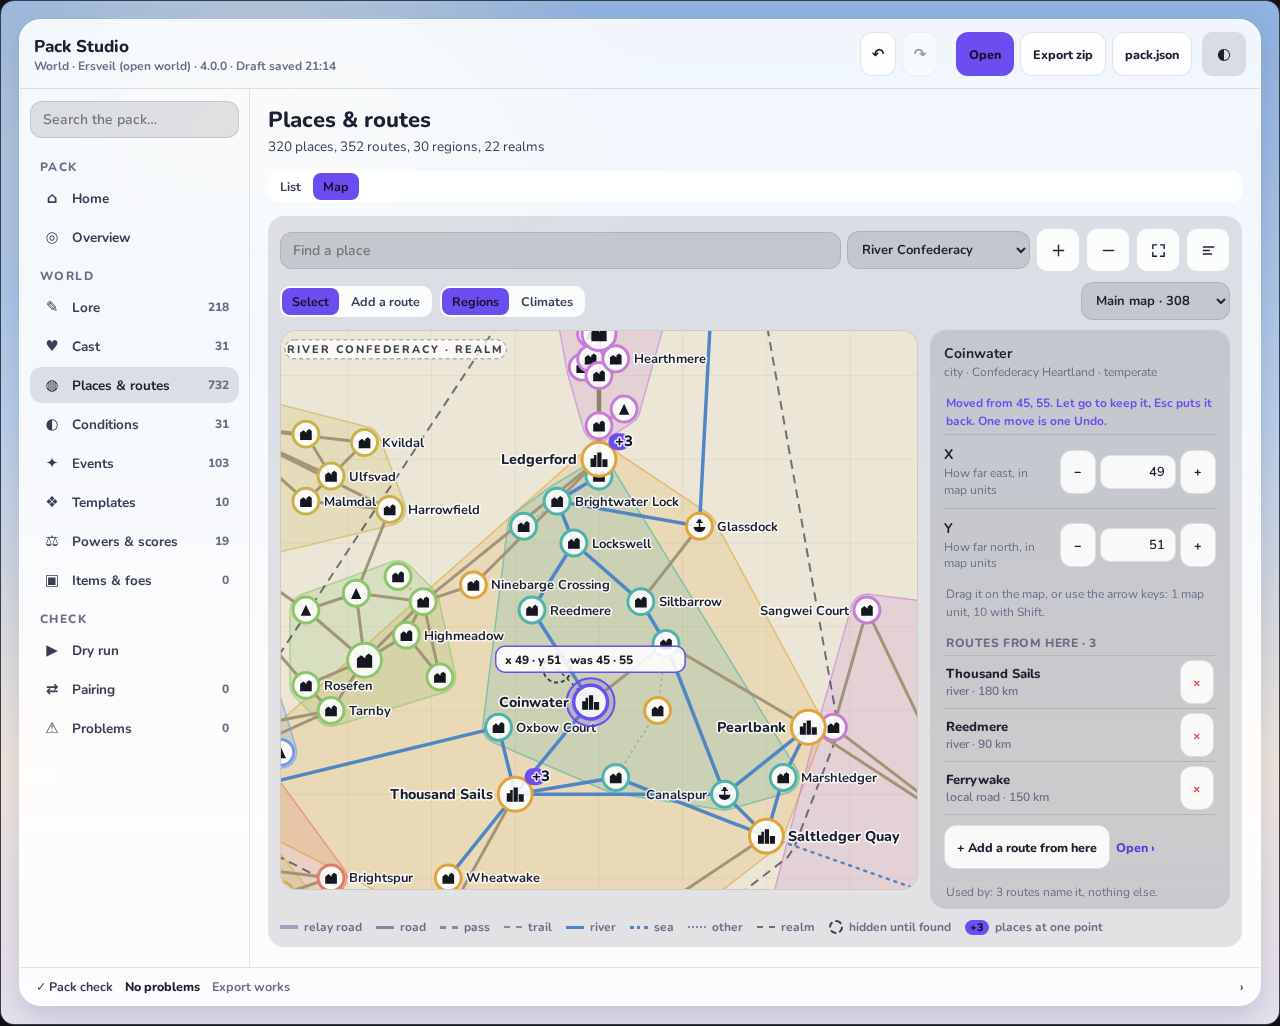 Pack Studio
World · Ersveil (open world) · 4.0.0 · Draft saved 21:14
Open
Export zip
pack.json
Search the pack...
PACK
Home
Overview
WORLD
Lore 218
Cast 31
Places & routes 732
Conditions 31
Events 103
Templates 10
Powers & scores 19
Items & foes 0
CHECK
Dry run
Pairing 0
Problems 0
Places & routes
320 places, 352 routes, 30 regions, 22 realms
List
Map
Find a place
River Confederacy
Select
Add a route
Regions
Climates
Main map · 308
RIVER CONFEDERACY · REALM
Hearthmere
Kvildal
+3
Ledgerford
Ulfsvad
Malmdal
Harrowfield
Brightwater Lock
Glassdock
Lockswell
Ninebarge Crossing
Reedmere
Siltbarrow
Sangwei Court
Highmeadow
x 49 · y 51 was 45 · 55
Rosefen
Coinwater
Tarnby
Oxbow Court
Pearlbank
+3
Marshledger
Thousand Sails
Canalspur
Saltledger Quay
Brightspur
Wheatwake
Coinwater
city · Confederacy Heartland · temperate
Moved from 45, 55. Let go to keep it, Esc puts it
back. One move is one Undo.
X
How far east, in
map units
− 49 +
Y
How far north, in
map units
− 51 +
Drag it on the map, or use the arrow keys: 1 map
unit, 10 with Shift.
ROUTES FROM HERE · 3
Thousand Sails
river · 180 km
×
Reedmere
river · 90 km
×
Ferrywake
local road · 150 km
×
+ Add a route from here
Open ›
Used by: 3 routes name it, nothing else.
relay road
road
pass
trail
river
sea
other
realm
hidden until found
+3 places at one point
✓ Pack check No problems Export works ›